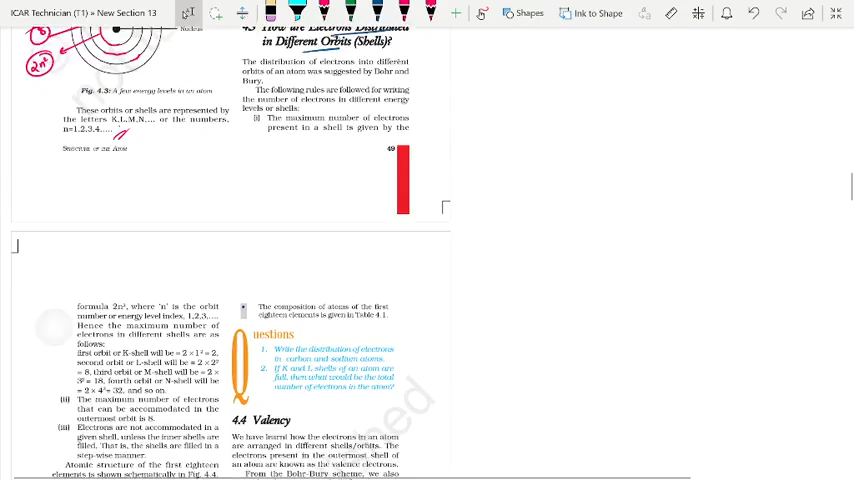 ICAR Technician (T1) » New Section 13
Shapes
Ink to Shape
Nucleus
2n²
Fig. 4.3: A few energy levels in an atom
These orbits or shells are represented by
the letters K,L,M,N,… or the numbers,
n=1,2,3,4,….
STRUCTURE OF THE ATOM
49
4.3 How are Electrons Distributed
in Different Orbits (Shells)?
The distribution of electrons into different
orbits of an atom was suggested by Bohr and
Bury.
The following rules are followed for writing
the number of electrons in different energy
levels or shells:
(i) The maximum number of electrons
present in a shell is given by the
formula 2n², where 'n' is the orbit
number or energy level index, 1,2,3,….
Hence the maximum number of
electrons in different shells are as
follows:
first orbit or K-shell will be = 2 × 1² = 2,
second orbit or L-shell will be = 2 × 2²
= 8, third orbit or M-shell will be = 2 ×
3² = 18, fourth orbit or N-shell will be
= 2 × 4² = 32, and so on.
(ii) The maximum number of electrons
that can be accommodated in the
outermost orbit is 8.
(iii) Electrons are not accommodated in a
given shell, unless the inner shells are
filled. That is, the shells are filled in a
step-wise manner.
Atomic structure of the first eighteen
elements is shown schematically in Fig. 4.4.
The composition of atoms of the first
eighteen elements is given in Table 4.1.
Questions
1. Write the distribution of electrons
in carbon and sodium atoms.
2. If K and L shells of an atom are
full, then what would be the total
number of electrons in the atom?
4.4 Valency
We have learnt how the electrons in an atom
are arranged in different shells/orbits. The
electrons present in the outermost shell of
an atom are known as the valence electrons.
From the Bohr-Bury scheme, we also